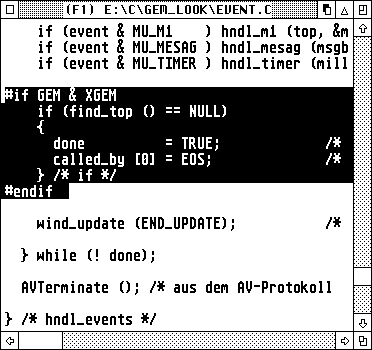 (F1) E:\C\GEM_LOOK\EVENT.C
if (event & MU_M1    ) hndl_m1 (top, &m
if (event & MU_MESAG ) hndl_mesag (msgb
if (event & MU_TIMER ) hndl_timer (mill
#if GEM & XGEM
if (find_top () == NULL)
{
done          = TRUE;             /*
called_by [0] = EOS;              /*
} /* if */
#endif
wind_update (END_UPDATE);           /*
} while (! done);
AVTerminate (); /* aus dem AV-Protokoll
} /* hndl_events */